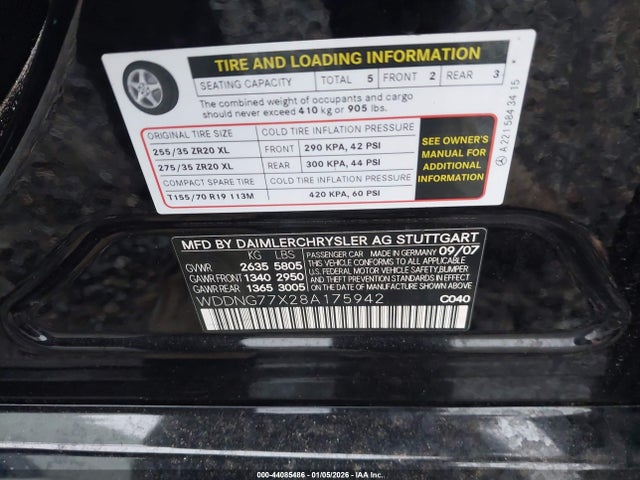 TIRE AND LOADING INFORMATION
SEATING CAPACITY TOTAL 5 FRONT 2 REAR 3
The combined weight of occupants and cargo
should never exceed 410 kg or 905 lbs.
ORIGINAL TIRE SIZE COLD TIRE INFLATION PRESSURE
255/35 ZR20 XL FRONT 290 KPA, 42 PSI
275/35 ZR20 XL REAR 300 KPA, 44 PSI
COMPACT SPARE TIRE COLD TIRE INFLATION PRESSURE
T155/70 R19 113M 420 KPA, 60 PSI
SEE OWNER'S
MANUAL FOR
ADDITIONAL
INFORMATION
A 221 584 34 15
MFD BY DAIMLERCHRYSLER AG STUTTGART
KG LBS PASSENGER CAR MADE IN GERMANY 09/07
GVWR 2635 5805 THIS VEHICLE CONFORMS TO ALL APPLICABLE
GAWR FRONT 1340 2950 U.S. FEDERAL MOTOR VEHICLE SAFETY, BUMPER
GAWR REAR 1365 3005 AND THEFT PREVENTION STANDARDS IN EFFECT
ON THE DATE OF MANUFACTURE SHOWN ABOVE
WDDNG77X28A175942 C040
000-44085486 - 01/05/2026 - IAAI.COM